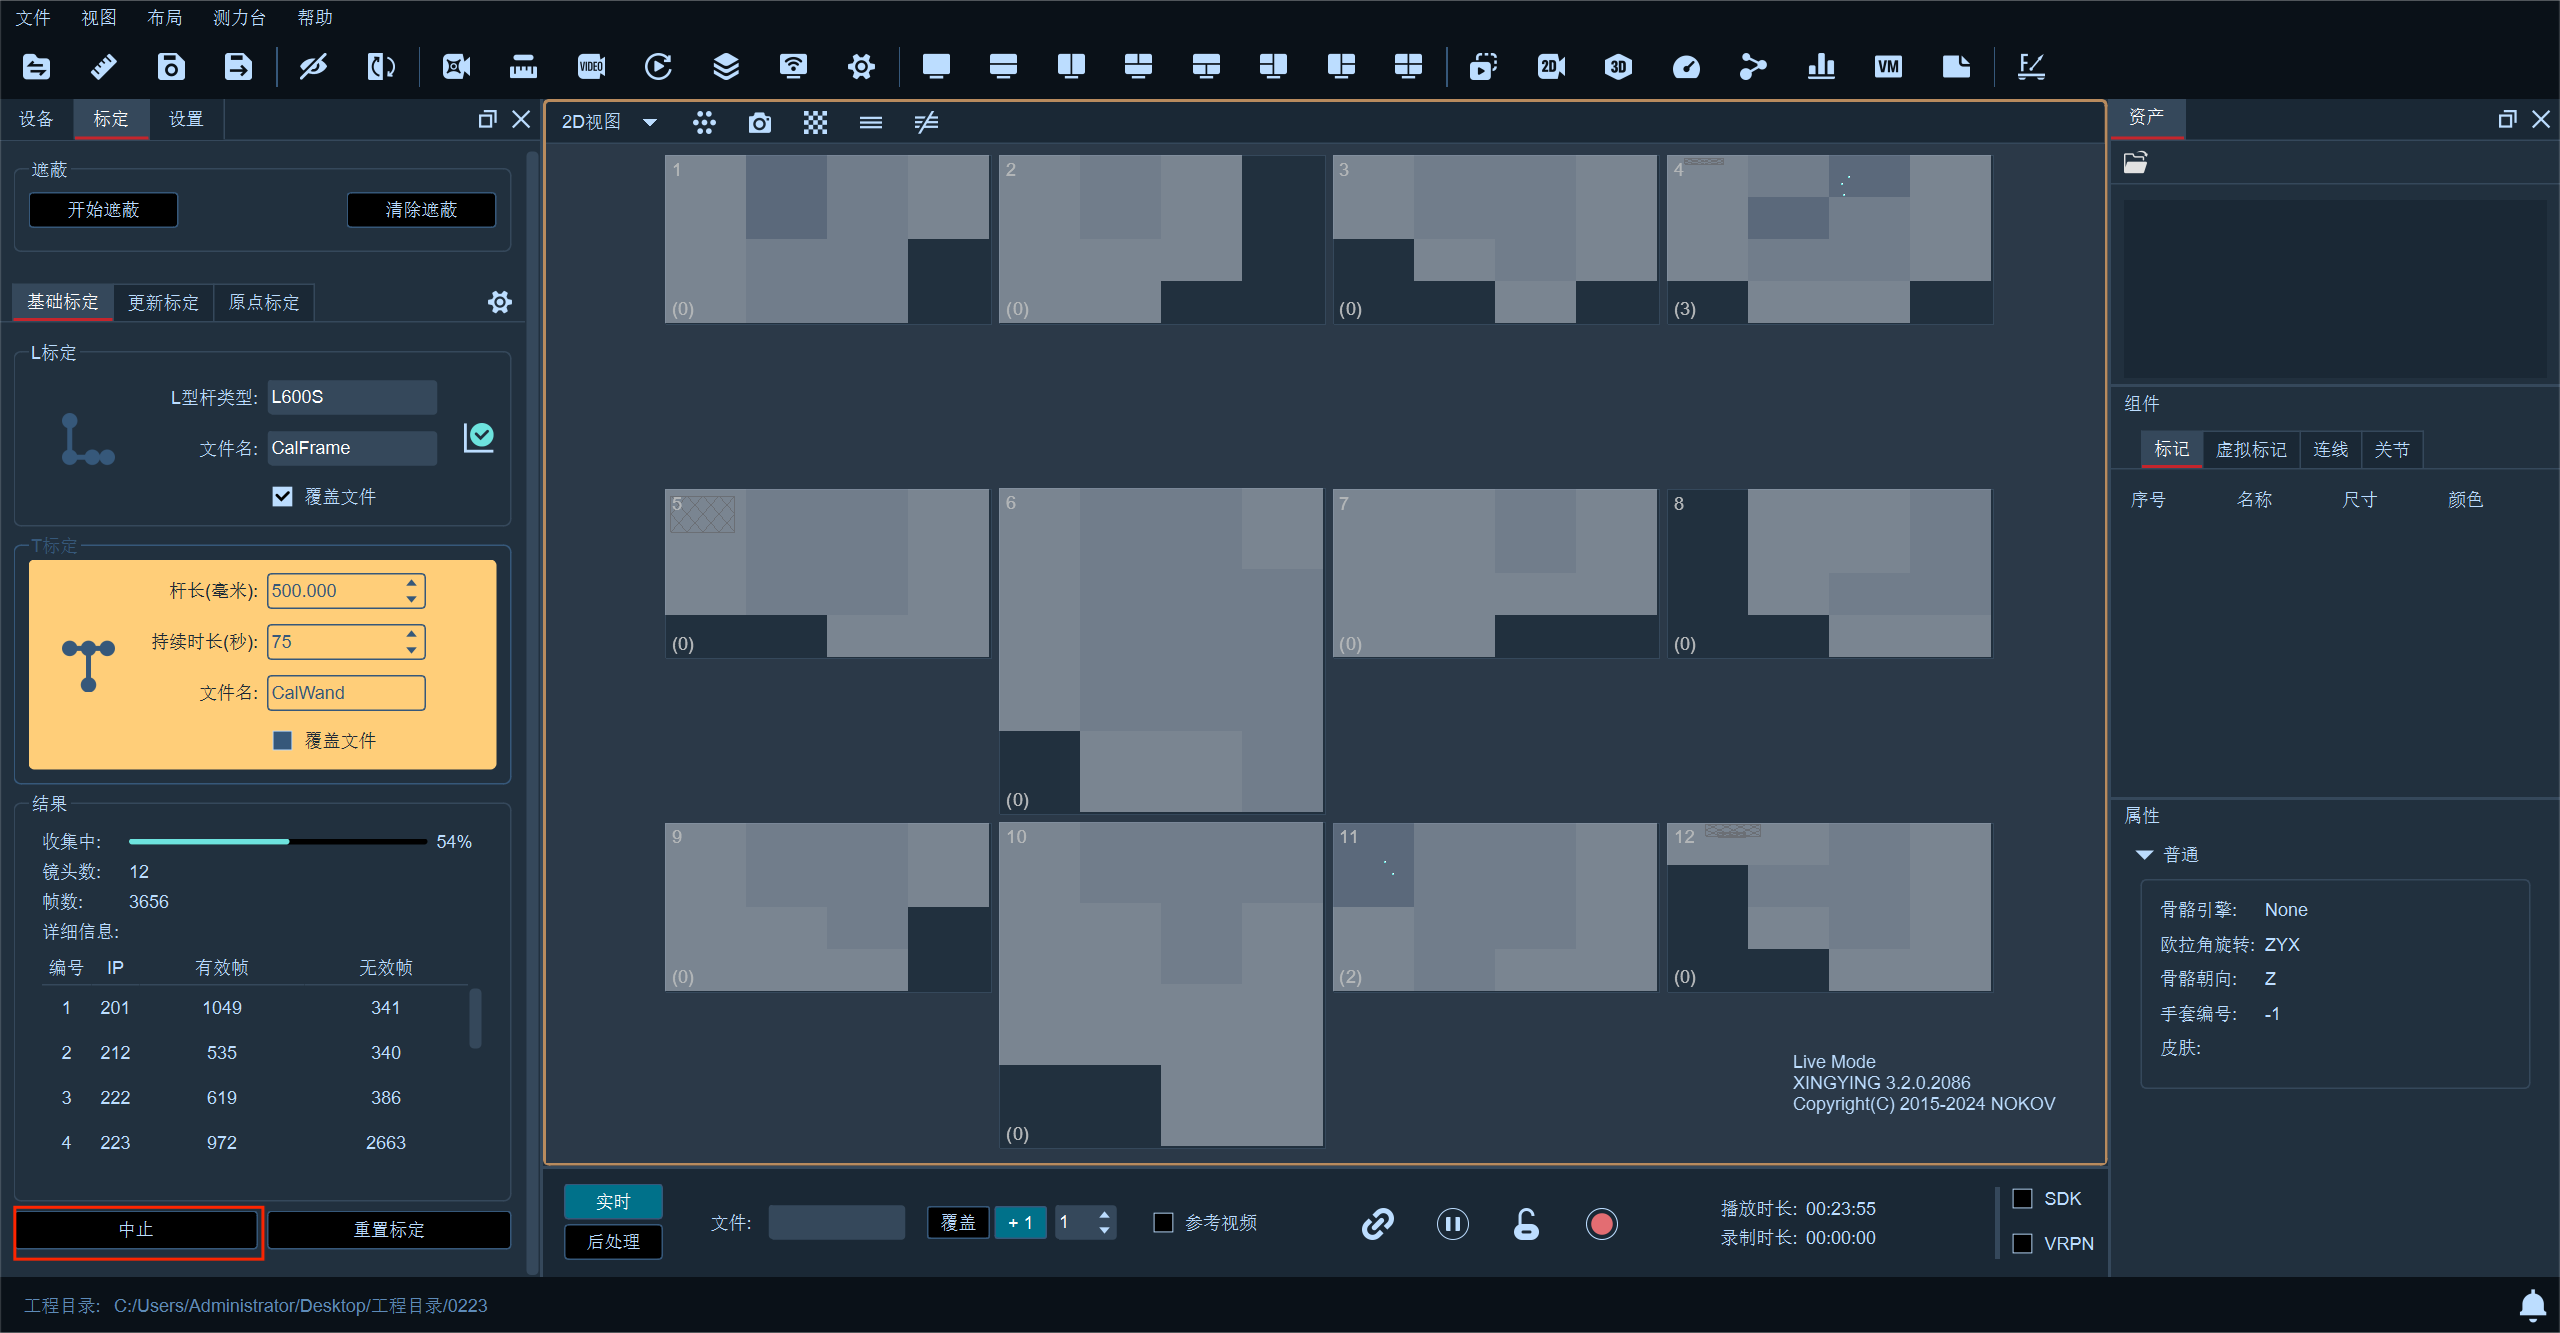 文件 视图 布局 测力台 帮助
VIDEO 2D 3D VM
设备 标定 设置
遮蔽
开始遮蔽 清除遮蔽
基础标定 更新标定 原点标定
L标定
L型杆类型: L600S
文件名: CalFrame
覆盖文件
T标定
杆长(毫米): 500.000
持续时长(秒): 75
文件名: CalWand
覆盖文件
结果
收集中: 54%
镜头数: 12
帧数: 3656
详细信息:
编号 IP 有效帧 无效帧
1 201 1049 341
2 212 535 340
3 222 619 386
4 223 972 2663
中止 重置标定
2D视图
1 2 3 4
(0) (0) (0) (3)
5 6 7 8
(0) (0) (0) (0)
9 10 11 12
(0) (0) (2) (0)
Live Mode
XINGYING 3.2.0.2086
Copyright(C) 2015-2024 NOKOV
实时
后处理
文件: 覆盖 + 1 1 参考视频
播放时长: 00:23:55
录制时长: 00:00:00
SDK
VRPN
资产
组件
标记 虚拟标记 连线 关节
序号 名称 尺寸 颜色
属性
普通
骨骼引擎: None
欧拉角旋转: ZYX
骨骼朝向: Z
手套编号: -1
皮肤:
工程目录: C:/Users/Administrator/Desktop/工程目录/0223